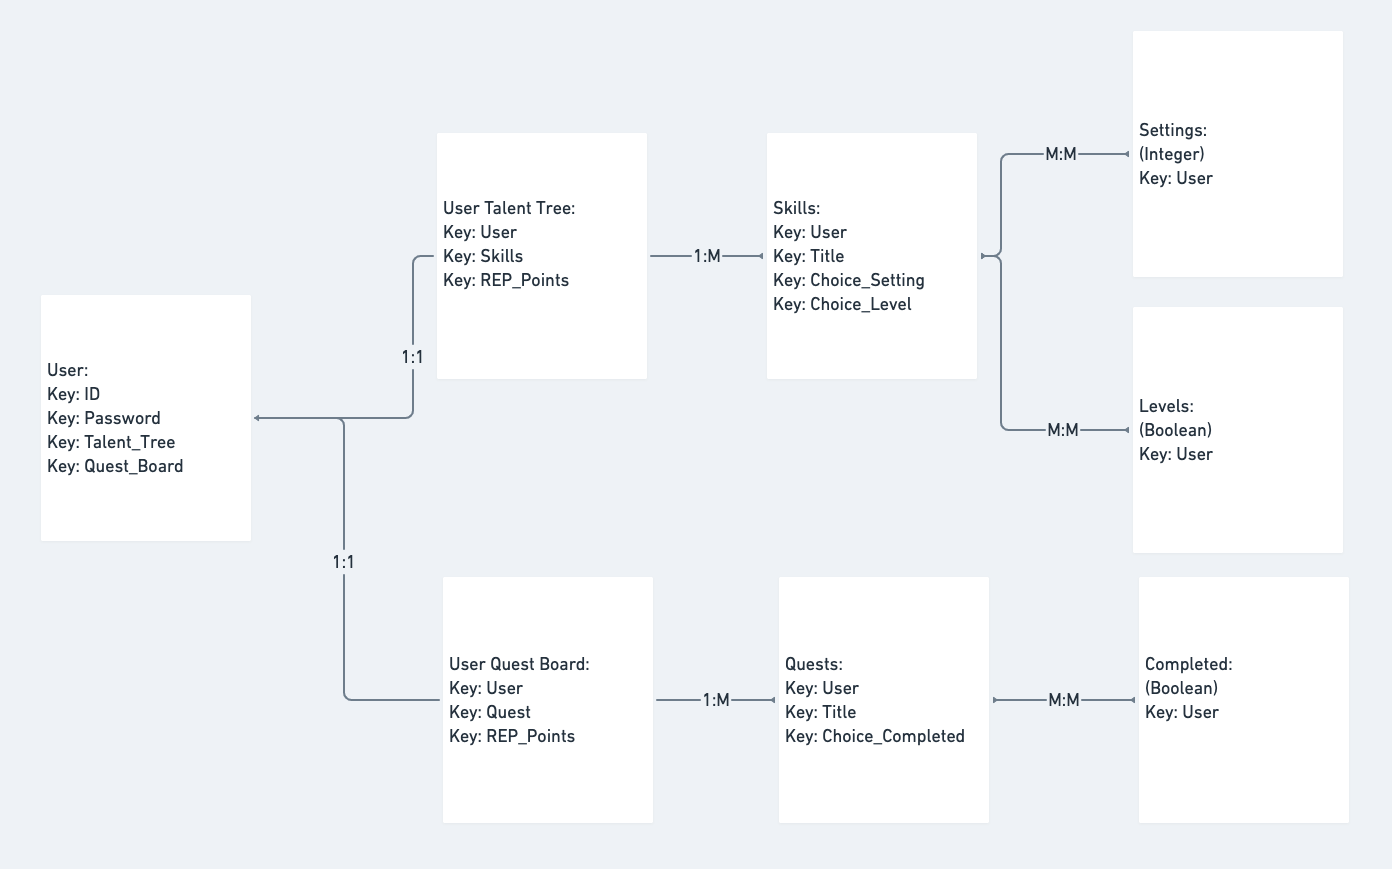 User:
Key: ID
Key: Password
Key: Talent_Tree
Key: Quest_Board
1:1
1:1
User Talent Tree:
Key: User
Key: Skills
Key: REP_Points
1:M
Skills:
Key: User
Key: Title
Key: Choice_Setting
Key: Choice_Level
M:M
M:M
Settings:
(Integer)
Key: User
Levels:
(Boolean)
Key: User
User Quest Board:
Key: User
Key: Quest
Key: REP_Points
1:M
Quests:
Key: User
Key: Title
Key: Choice_Completed
M:M
Completed:
(Boolean)
Key: User